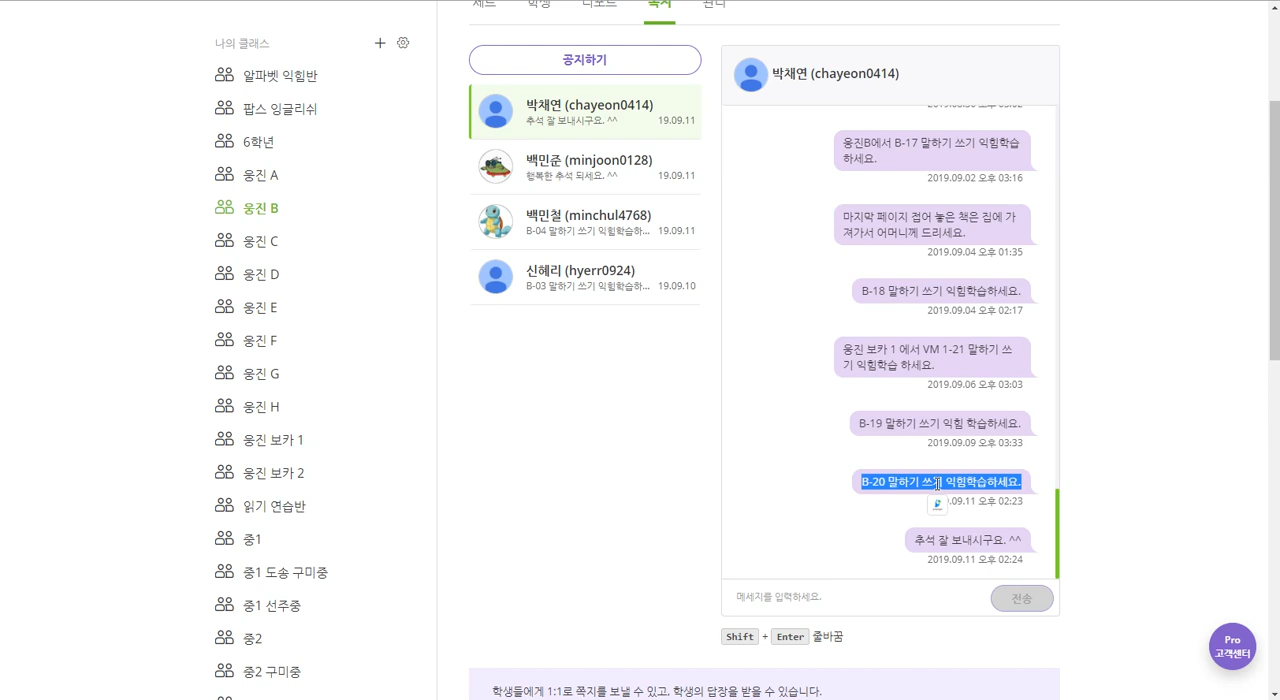 세트 학생 리포트 쪽지 관리
나의 클래스
알파벳 익힘반
팝스 잉글리쉬
6학년
웅진 A
웅진 B
웅진 C
웅진 D
웅진 E
웅진 F
웅진 G
웅진 H
웅진 보카 1
웅진 보카 2
읽기 연습반
중1
중1 도송 구미중
중1 선주중
중2
중2 구미중
공지하기
박채연 (chayeon0414)
추석 잘 보내시구요. ^^ 19.09.11
백민준 (minjoon0128)
행복한 추석 되세요. ^^ 19.09.11
백민철 (minchul4768)
B-04 말하기 쓰기 익힘학습하... 19.09.11
신혜리 (hyerr0924)
B-03 말하기 쓰기 익힘학습하... 19.09.10
박채연 (chayeon0414)
2019.08.30 오후 03:02
웅진B에서 B-17 말하기 쓰기 익힘학습
하세요.
2019.09.02 오후 03:16
마지막 페이지 접어 놓은 책은 집에 가
져가서 어머니께 드리세요.
2019.09.04 오후 01:35
B-18 말하기 쓰기 익힘학습하세요.
2019.09.04 오후 02:17
웅진 보카 1 에서 VM 1-21 말하기 쓰
기 익힘학습 하세요.
2019.09.06 오후 03:03
B-19 말하기 쓰기 익힘 학습하세요.
2019.09.09 오후 03:33
B-20 말하기 쓰기 익힘학습하세요.
.09.11 오후 02:23
추석 잘 보내시구요. ^^
2019.09.11 오후 02:24
메세지를 입력하세요.
전송
Shift + Enter 줄바꿈
학생들에게 1:1로 쪽지를 보낼 수 있고, 학생의 답장을 받을 수 있습니다.
Pro
고객센터